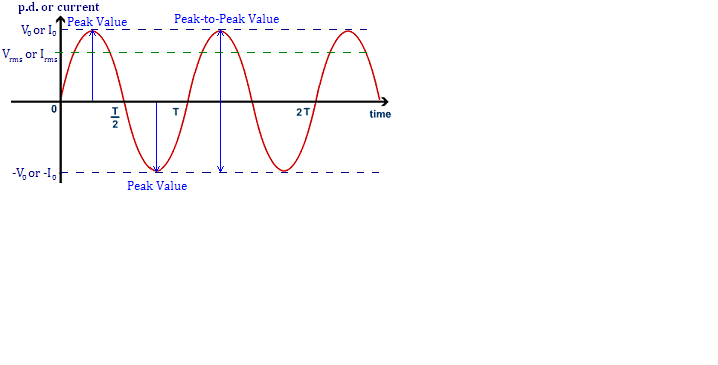 p.d. or current
Peak Value
Peak-to-Peak Value
V₀ or I₀
Vrms or Irms
0
T/2
T
2T
time
-V₀ or -I₀
Peak Value